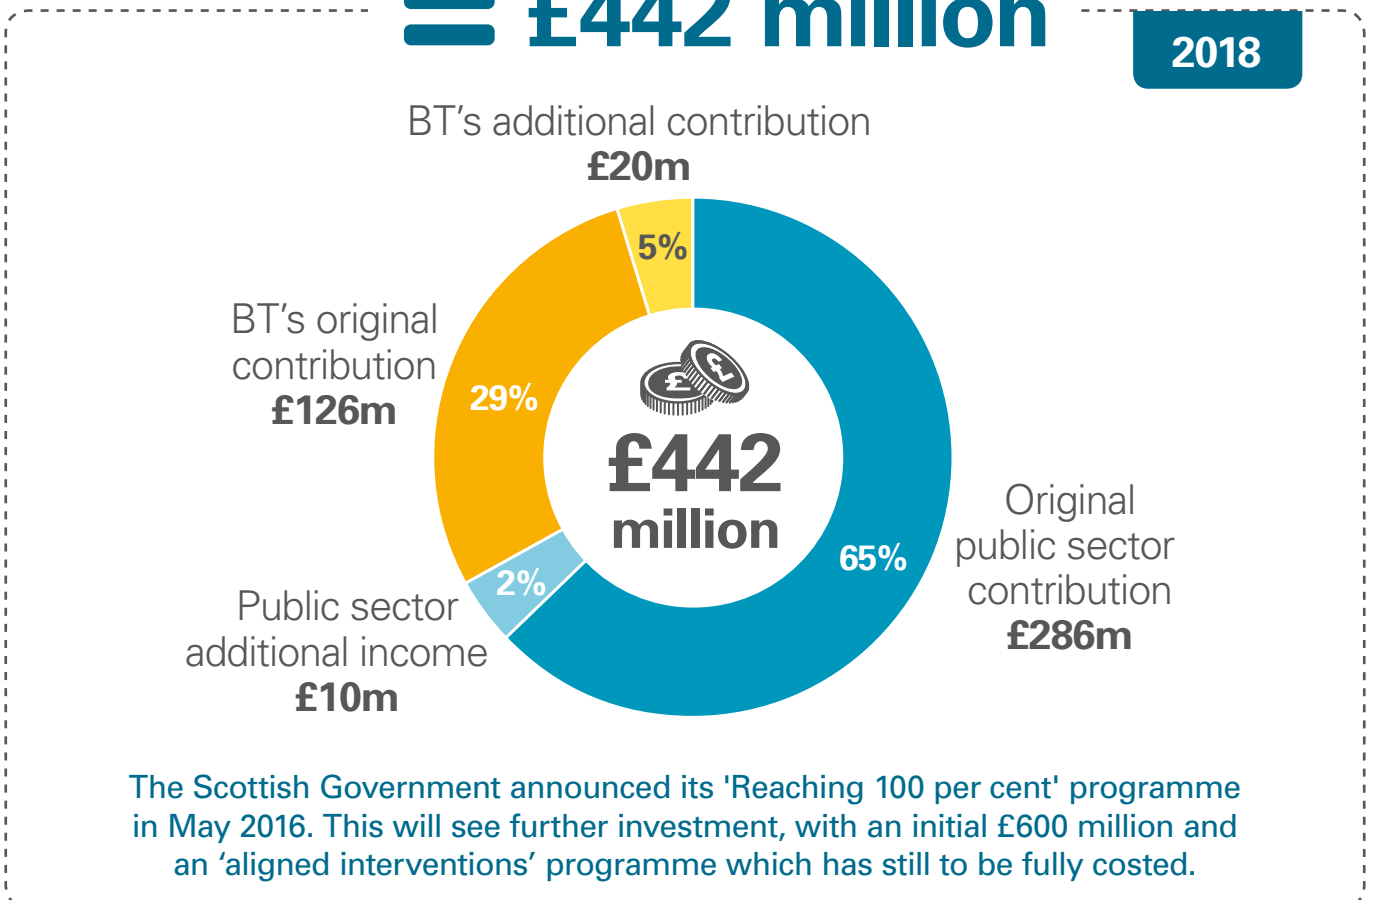 = £442 million
2018
BT’s additional contribution
£20m
5%
BT’s original
contribution
£126m
29%
£ £
£442
million
65%
Original
public sector
contribution
£286m
2%
Public sector
additional income
£10m
The Scottish Government announced its 'Reaching 100 per cent' programme
in May 2016. This will see further investment, with an initial £600 million and
an ‘aligned interventions’ programme which has still to be fully costed.